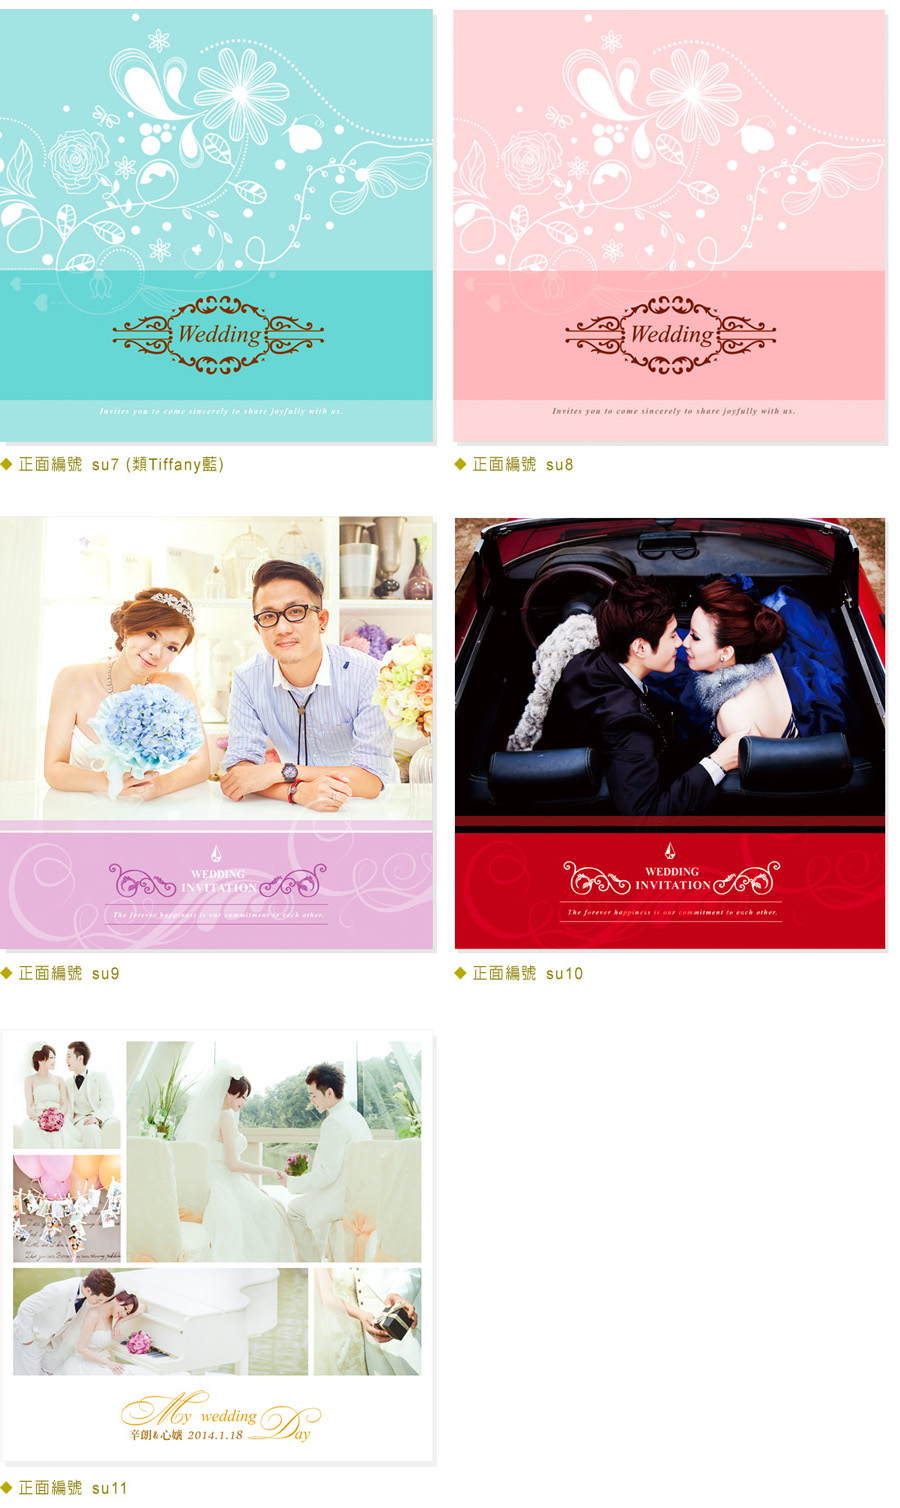 Wedding
Invites you to come sincerely to share joyfully with us.
◆ 正面編號 su7 (類Tiffany藍)
Wedding
Invites you to come sincerely to share joyfully with us.
◆ 正面編號 su8
WEDDING
INVITATION
The forever happiness is our commitment to each other.
◆ 正面編號 su9
WEDDING
INVITATION
The forever happiness is our commitment to each other.
◆ 正面編號 su10
My wedding Day
辛朗&心孃 2014.1.18
◆ 正面編號 su11